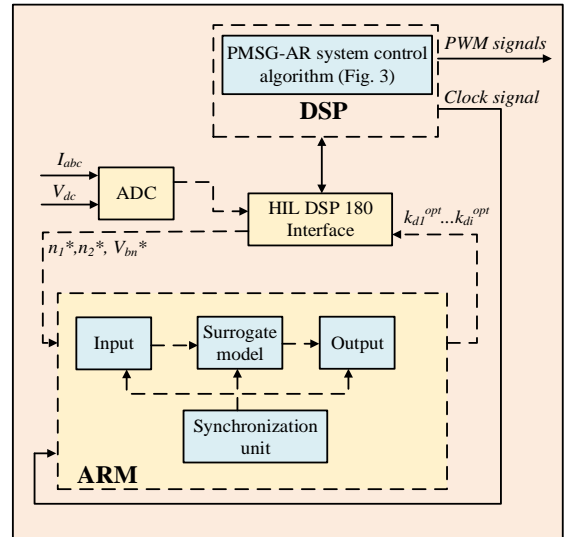 PMSG-AR system control
algorithm (Fig. 3)
DSP
PWM signals
Clock signal
I_abc
V_dc
ADC
HIL DSP 180
Interface
k_d1^opt...k_di^opt
n_1*,n_2*, V_bn*
Input
Surrogate
model
Output
Synchronization
unit
ARM